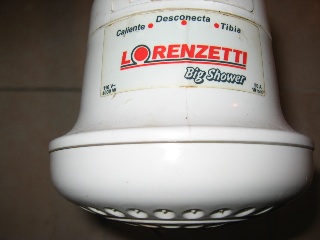 Caliente Desconecta Tibia
LORENZETTI
Big Shower